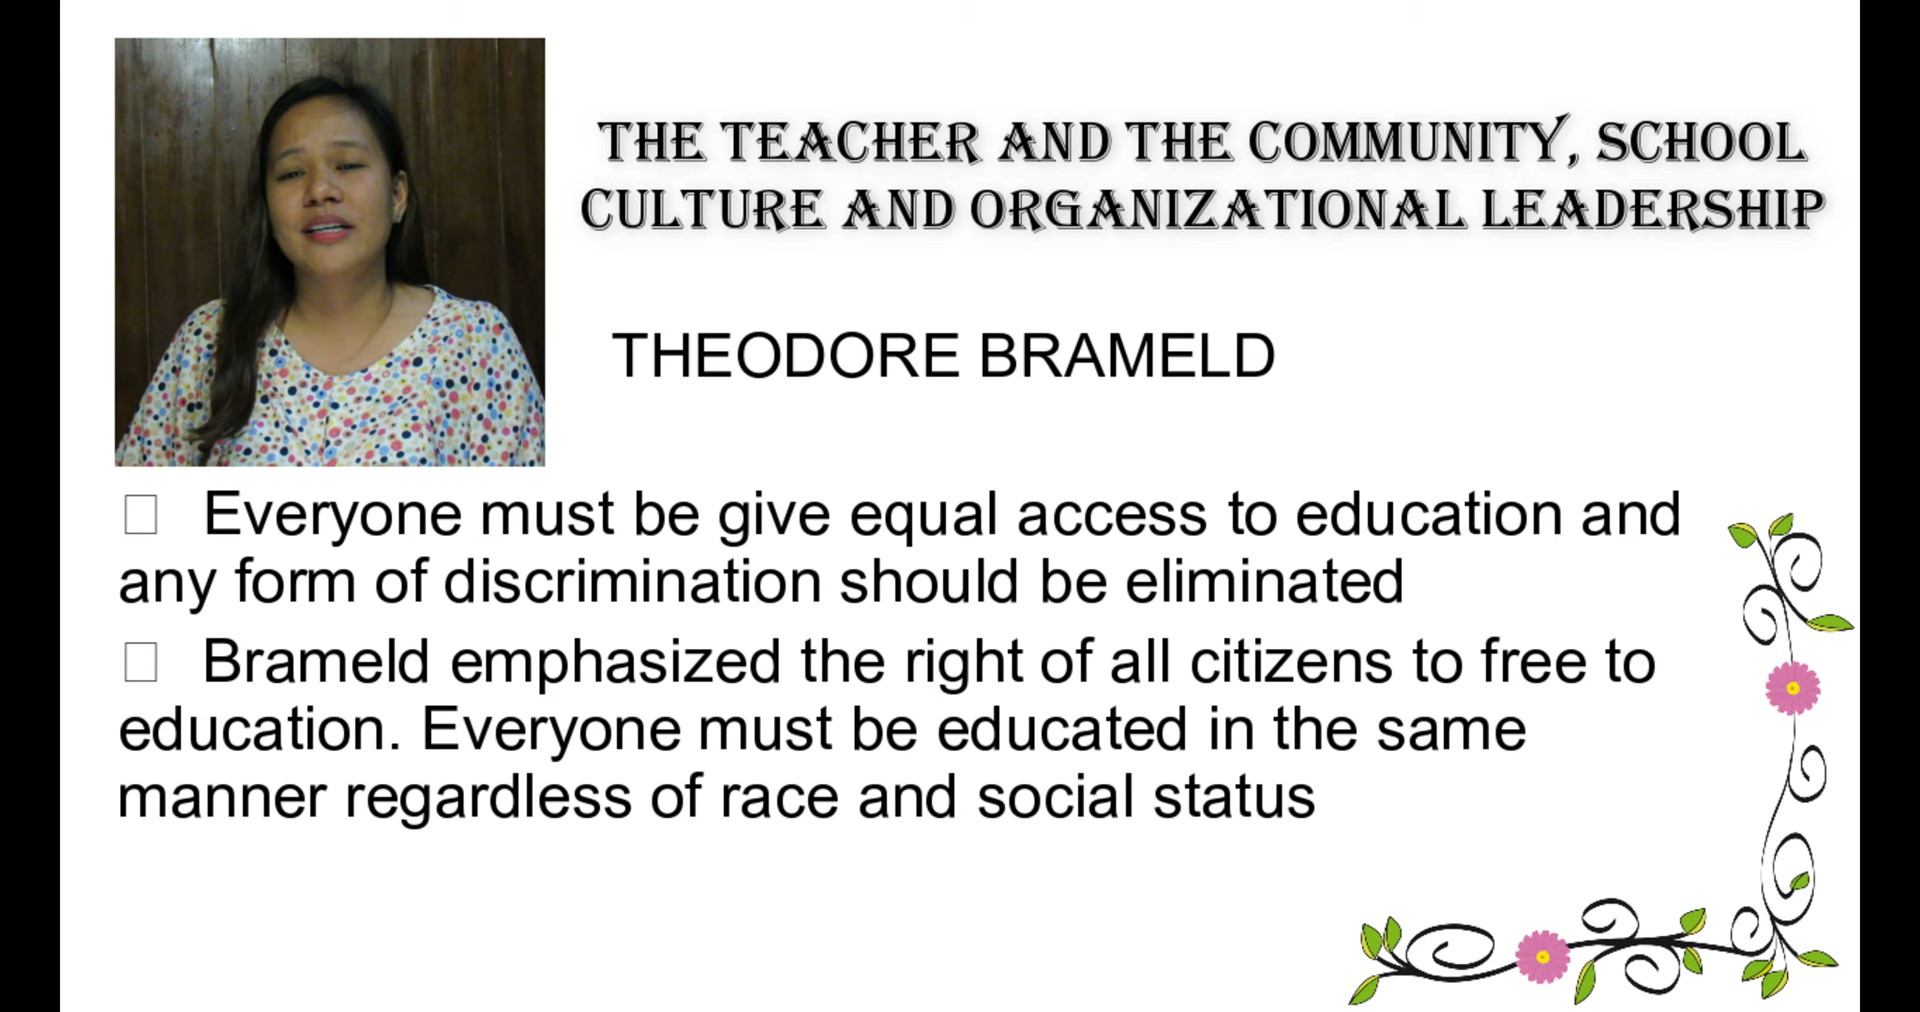 THE TEACHER AND THE COMMUNITY, SCHOOL
CULTURE AND ORGANIZATIONAL LEADERSHIP
THEODORE BRAMELD
Everyone must be give equal access to education and
any form of discrimination should be eliminated
Brameld emphasized the right of all citizens to free to
education. Everyone must be educated in the same
manner regardless of race and social status